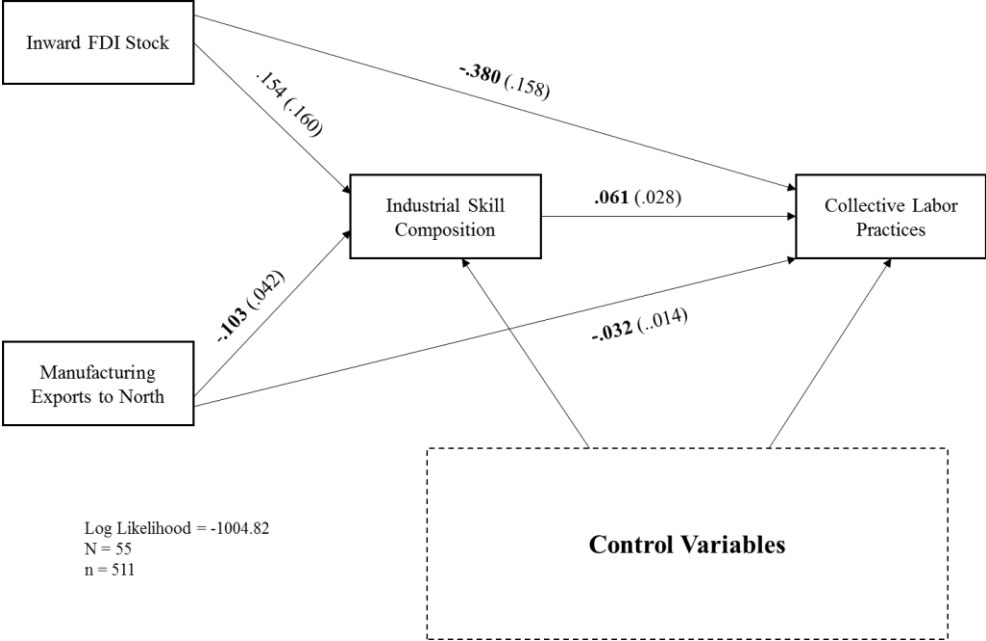 Inward FDI Stock
-.380 (.158)
.154 (.160)
Industrial Skill
Composition
.061 (.028)
Collective Labor
Practices
-.103 (.042)
-.032 (..014)
Manufacturing
Exports to North
Log Likelihood = -1004.82
N = 55
n = 511
Control Variables